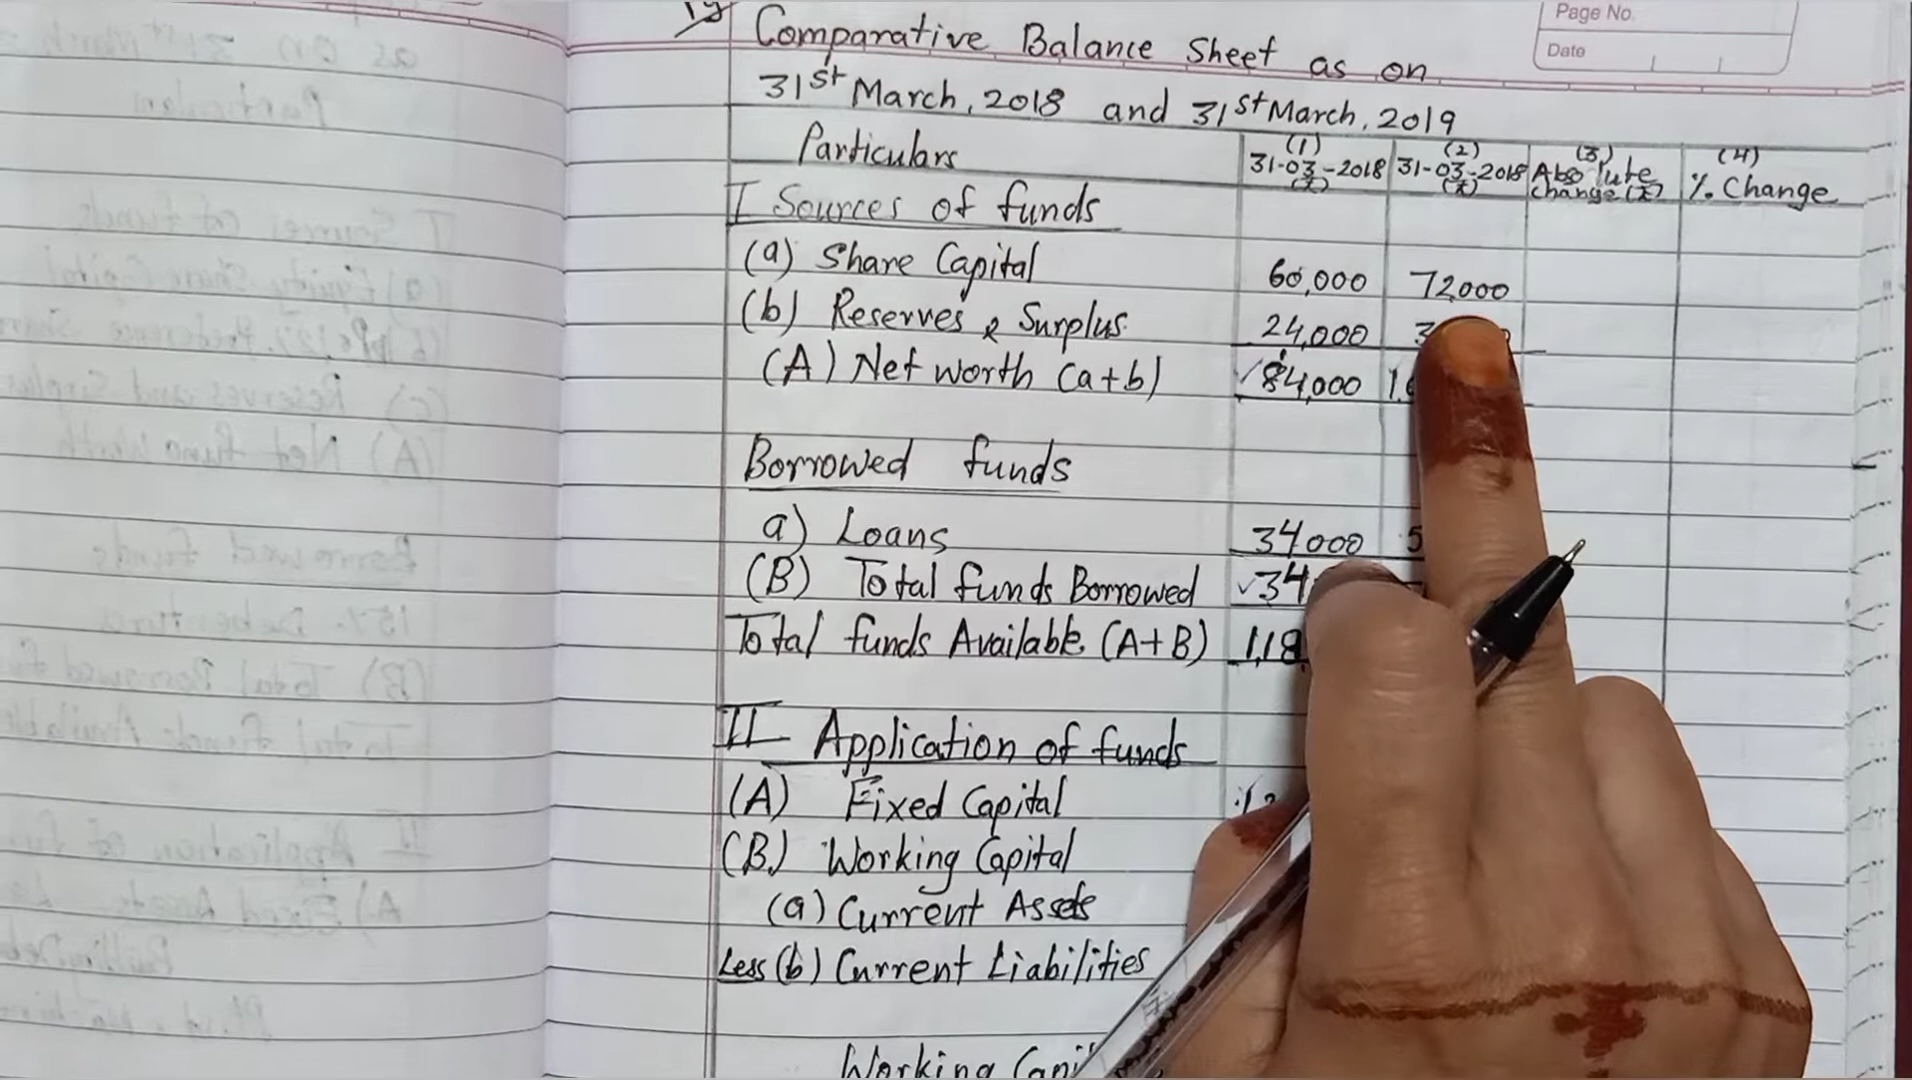 Page No.
Date
Comparative Balance Sheet as on
31st March, 2018 and 31st March, 2019
Particulars (1) 31-03-2018 (₹) (2) 31-03-2018 (₹) (3) Absolute Change (₹) (4) % Change
I Sources of funds
(a) Share Capital 60,000 72,000
(b) Reserves & Surplus 24,000
(A) Net worth (a+b) 84,000
Borrowed funds
a) Loans 34000
(B) Total funds Borrowed
Total funds Available (A+B)
II Application of funds
(A) Fixed Capital
(B) Working Capital
(a) Current Assets
Less (b) Current Liabilities
Working